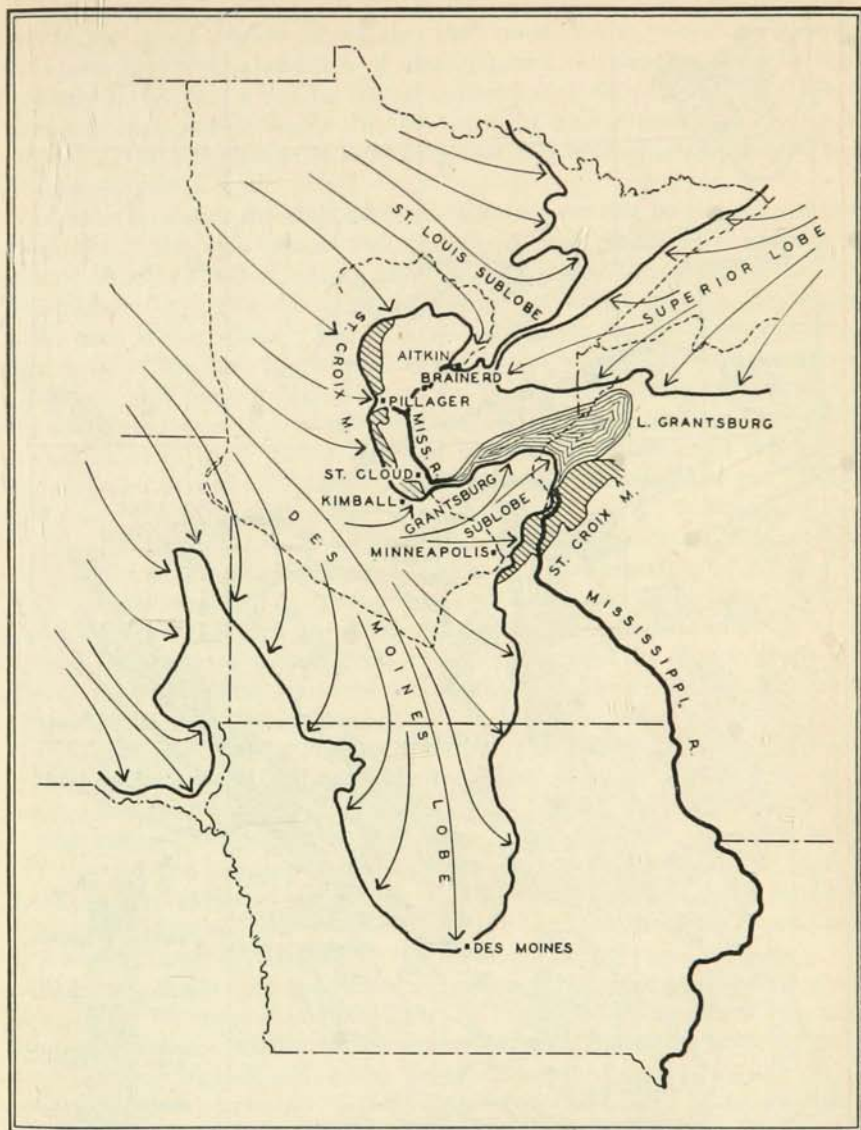 ST. LOUIS SUBLOBE
SUPERIOR LOBE
ST. CROIX M.
AITKIN
BRAINERD
PILLAGER
MISS. R.
L. GRANTSBURG
ST. CLOUD
KIMBALL
GRANTSBURG
SUBLOBE
ST. CROIX M.
MINNEAPOLIS
DES MOINES LOBE
MISSISSIPPI. R.
DES MOINES